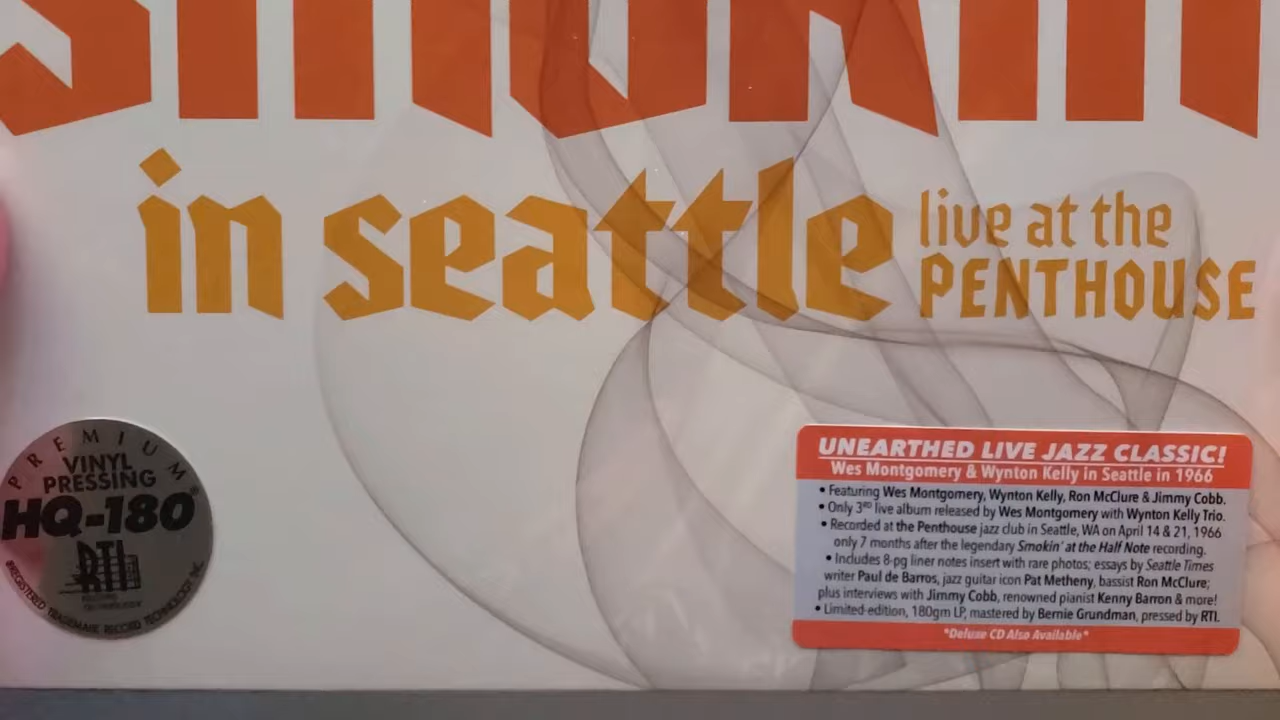 SMOKIN
in seattle
live at the
PENTHOUSE
PREMIUM
VINYL
PRESSING
HQ-180
RTI
®REGISTERED TRADEMARK RECORD TECHNOLOGY INC
UNEARTHED LIVE JAZZ CLASSIC!
Wes Montgomery & Wynton Kelly in Seattle in 1966
• Featuring Wes Montgomery, Wynton Kelly, Ron McClure & Jimmy Cobb.
• Only 3RD live album released by Wes Montgomery with Wynton Kelly Trio.
• Recorded at the Penthouse jazz club in Seattle, WA on April 14 & 21, 1966
only 7 months after the legendary Smokin' at the Half Note recording.
• Includes 8-pg liner notes insert with rare photos; essays by Seattle Times
writer Paul de Barros, jazz guitar icon Pat Metheny, bassist Ron McClure;
plus interviews with Jimmy Cobb, renowned pianist Kenny Barron & more!
• Limited-edition, 180gm LP, mastered by Bernie Grundman, pressed by RTI.
*Deluxe CD Also Available*